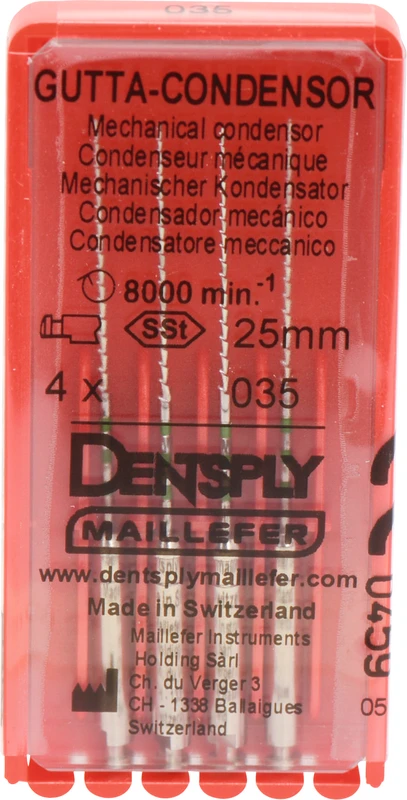 035
GUTTA-CONDENSOR
Mechanical condensor
Condenseur mécanique
Mechanischer Kondensator
Condensador mecánico
Condensatore meccanico
8000 min.-1
SSt 25mm
4 x 035
DENTSPLY
MAILLEFER
www.dentsplymaillefer.com
Made in Switzerland
Maillefer Instruments
Holding Sàrl
Ch. du Verger 3
CH - 1338 Ballaigues
Switzerland
0459
05